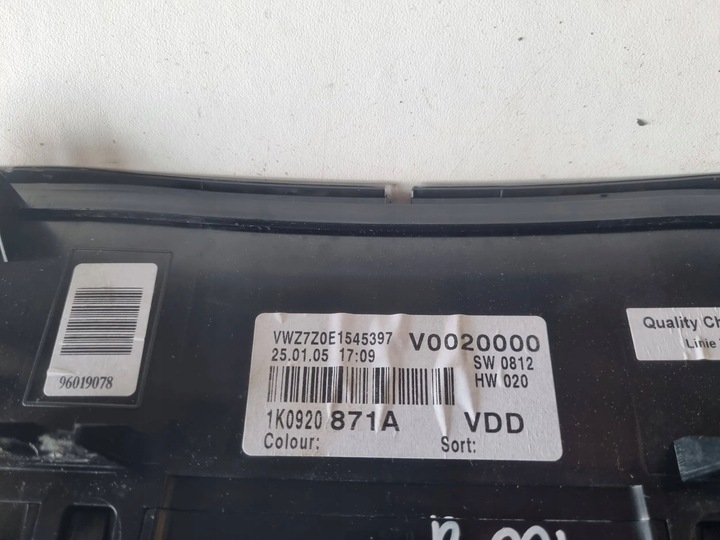 96019078
VWZ7Z0E1545397 V0020000
25.01.05 17:09 SW 0812
HW 020
1K0920 871A VDD
Colour: Sort:
Quality Ch
Linie